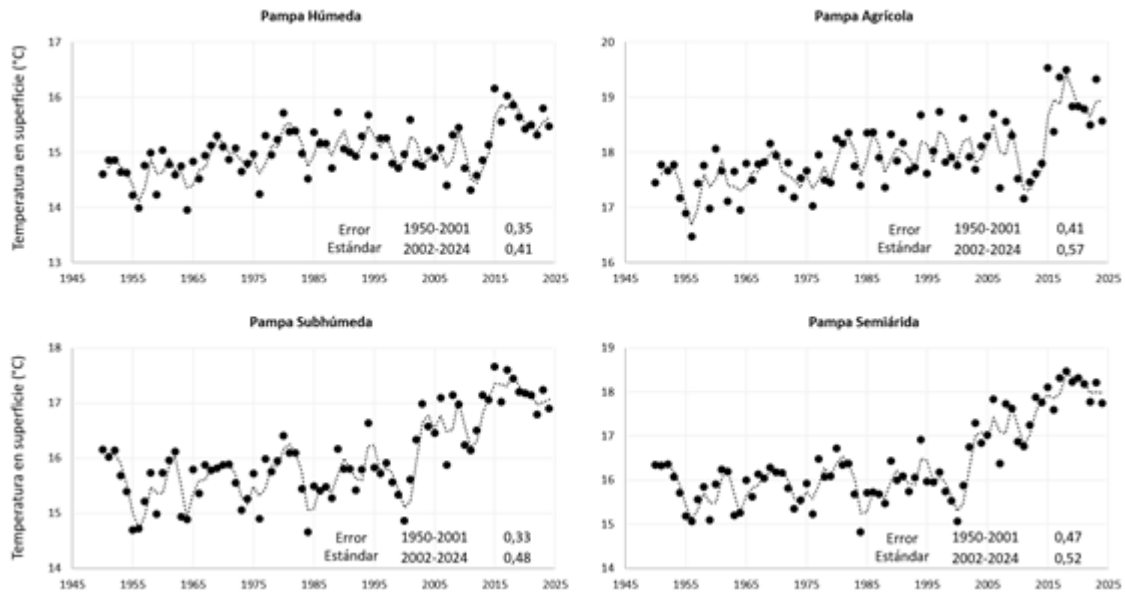 Pampa Húmeda
Temperatura en superficie (°C)
17
16
15
14
13
Error 1950-2001 0,35
Estándar 2002-2024 0,41
1945 1955 1965 1975 1985 1995 2005 2015 2025
Pampa Agrícola
20
19
18
17
16
Error 1950-2001 0,41
Estándar 2002-2024 0,57
1945 1955 1965 1975 1985 1995 2005 2015 2025
Pampa Subhúmeda
Temperatura en superficie (°C)
18
17
16
15
14
Error 1950-2001 0,33
Estándar 2002-2024 0,48
1945 1955 1965 1975 1985 1995 2005 2015 2025
Pampa Semiárida
19
18
17
16
15
14
Error 1950-2001 0,47
Estándar 2002-2024 0,52
1945 1955 1965 1975 1985 1995 2005 2015 2025